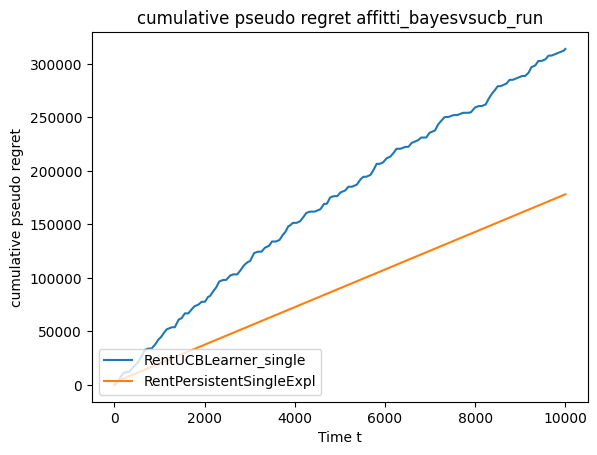 cumulative pseudo regret affitti_bayesvsucb_run
300000
250000
200000
150000
100000
50000
0
cumulative pseudo regret
RentUCBLearner_single
RentPersistentSingleExpl
0 2000 4000 6000 8000 10000
Time t